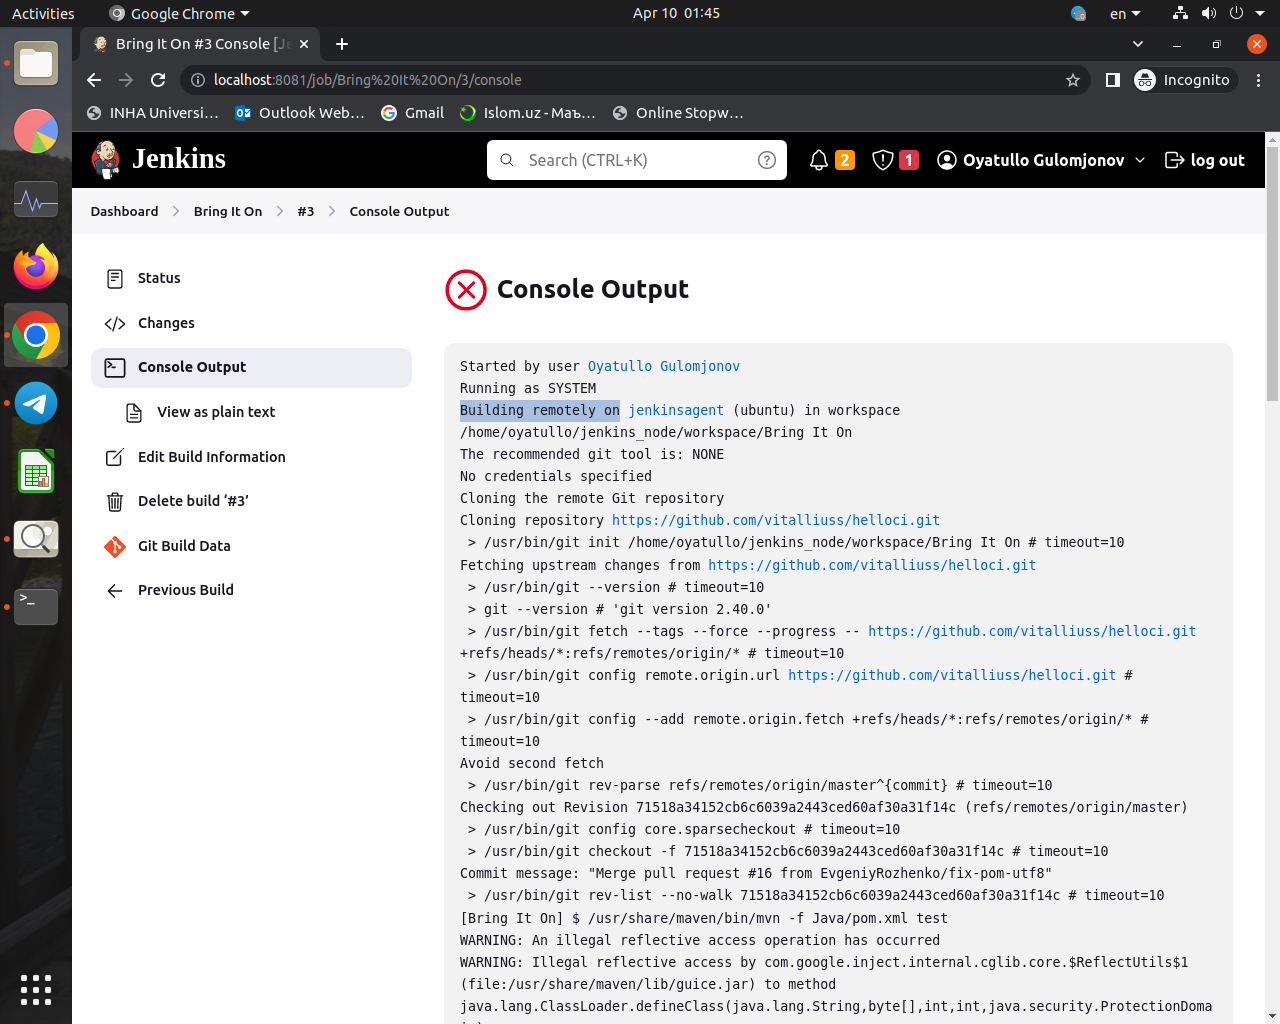 Activities Google Chrome Apr 10 01:45 en
Bring It On #3 Console [Je
localhost:8081/job/Bring%20It%20On/3/console Incognito
INHA Universi... Outlook Web... Gmail Islom.uz - Маъ... Online Stopw...
Jenkins Search (CTRL+K) 2 1 Oyatullo Gulomjonov log out
Dashboard Bring It On #3 Console Output
Status
Changes
Console Output
View as plain text
Edit Build Information
Delete build ‘#3’
Git Build Data
Previous Build
Console Output
Started by user Oyatullo Gulomjonov
Running as SYSTEM
Building remotely on jenkinsagent (ubuntu) in workspace
/home/oyatullo/jenkins_node/workspace/Bring It On
The recommended git tool is: NONE
No credentials specified
Cloning the remote Git repository
Cloning repository https://github.com/vitalliuss/helloci.git
> /usr/bin/git init /home/oyatullo/jenkins_node/workspace/Bring It On # timeout=10
Fetching upstream changes from https://github.com/vitalliuss/helloci.git
> /usr/bin/git --version # timeout=10
> git --version # 'git version 2.40.0'
> /usr/bin/git fetch --tags --force --progress -- https://github.com/vitalliuss/helloci.git
+refs/heads/*:refs/remotes/origin/* # timeout=10
> /usr/bin/git config remote.origin.url https://github.com/vitalliuss/helloci.git #
timeout=10
> /usr/bin/git config --add remote.origin.fetch +refs/heads/*:refs/remotes/origin/* #
timeout=10
Avoid second fetch
> /usr/bin/git rev-parse refs/remotes/origin/master^{commit} # timeout=10
Checking out Revision 71518a34152cb6c6039a2443ced60af30a31f14c (refs/remotes/origin/master)
> /usr/bin/git config core.sparsecheckout # timeout=10
> /usr/bin/git checkout -f 71518a34152cb6c6039a2443ced60af30a31f14c # timeout=10
Commit message: "Merge pull request #16 from EvgeniyRozhenko/fix-pom-utf8"
> /usr/bin/git rev-list --no-walk 71518a34152cb6c6039a2443ced60af30a31f14c # timeout=10
[Bring It On] $ /usr/share/maven/bin/mvn -f Java/pom.xml test
WARNING: An illegal reflective access operation has occurred
WARNING: Illegal reflective access by com.google.inject.internal.cglib.core.$ReflectUtils$1
(file:/usr/share/maven/lib/guice.jar) to method
java.lang.ClassLoader.defineClass(java.lang.String,byte[],int,int,java.security.ProtectionDoma